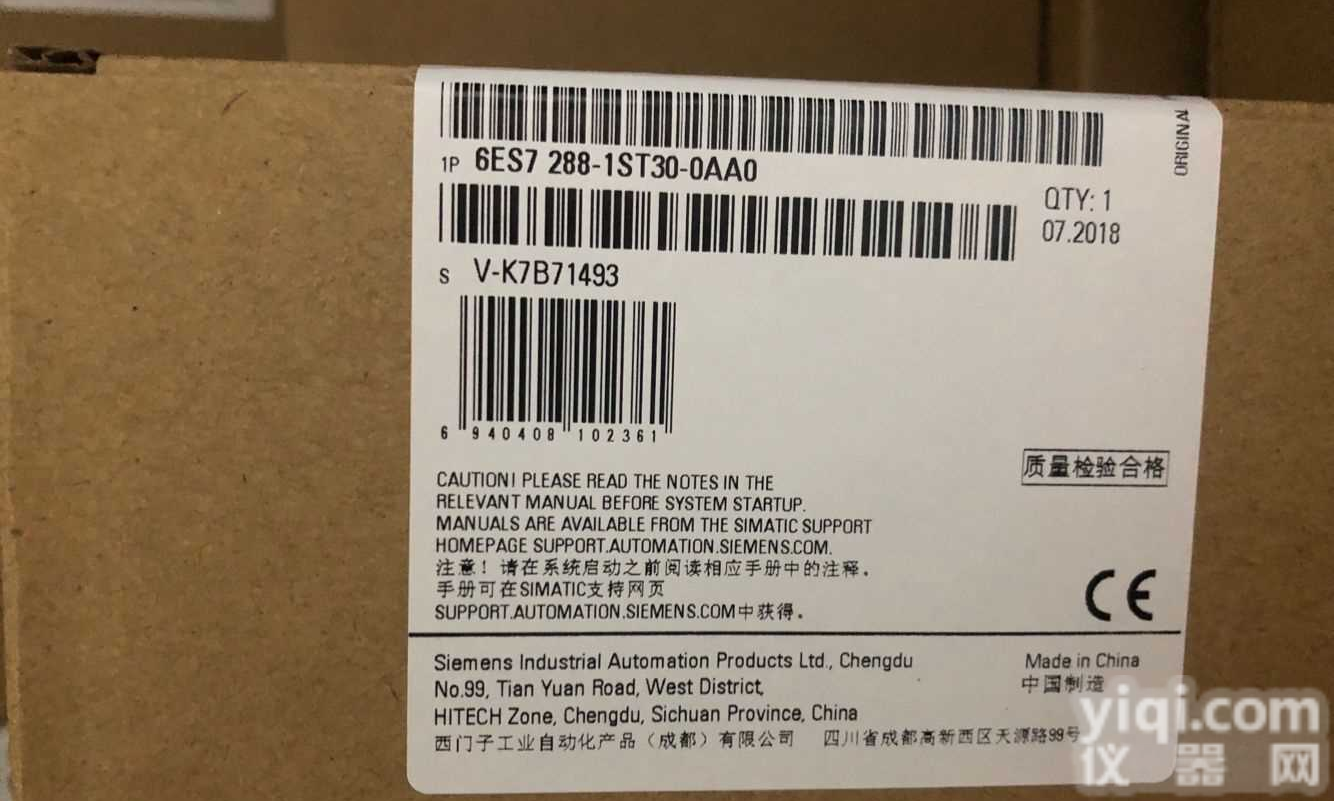 ORIGINAL
1P 6ES7 288-1ST30-0AA0
QTY: 1
07.2018
S V-K7B71493
6 940408 102361
质量检验合格
CAUTION! PLEASE READ THE NOTES IN THE
RELEVANT MANUAL BEFORE SYSTEM STARTUP.
MANUALS ARE AVAILABLE FROM THE SIMATIC SUPPORT
HOMEPAGE SUPPORT.AUTOMATION.SIEMENS.COM.
注意！请在系统启动之前阅读相应手册中的注释。
手册可在SIMATIC支持网页
SUPPORT.AUTOMATION.SIEMENS.COM中获得。
CE
Siemens Industrial Automation Products Ltd., Chengdu
No.99, Tian Yuan Road, West District,
HITECH Zone, Chengdu, Sichuan Province, China
Made in China
中国制造
西门子工业自动化产品（成都）有限公司 四川省成都高新西区天源路99号
yiqi.com
仪器网